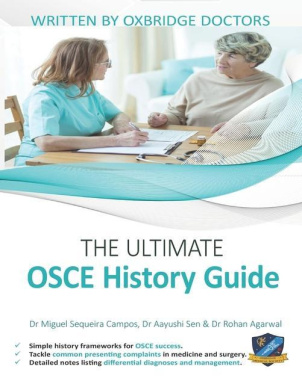 WRITTEN BY OXBRIDGE DOCTORS
THE ULTIMATE
OSCE History Guide
Dr Miguel Sequeira Campos, Dr Aayushi Sen & Dr Rohan Agarwal
Simple history frameworks for OSCE success.
Tackle common presenting complaints in medicine and surgery.
Detailed notes listing differential diagnoses and management.